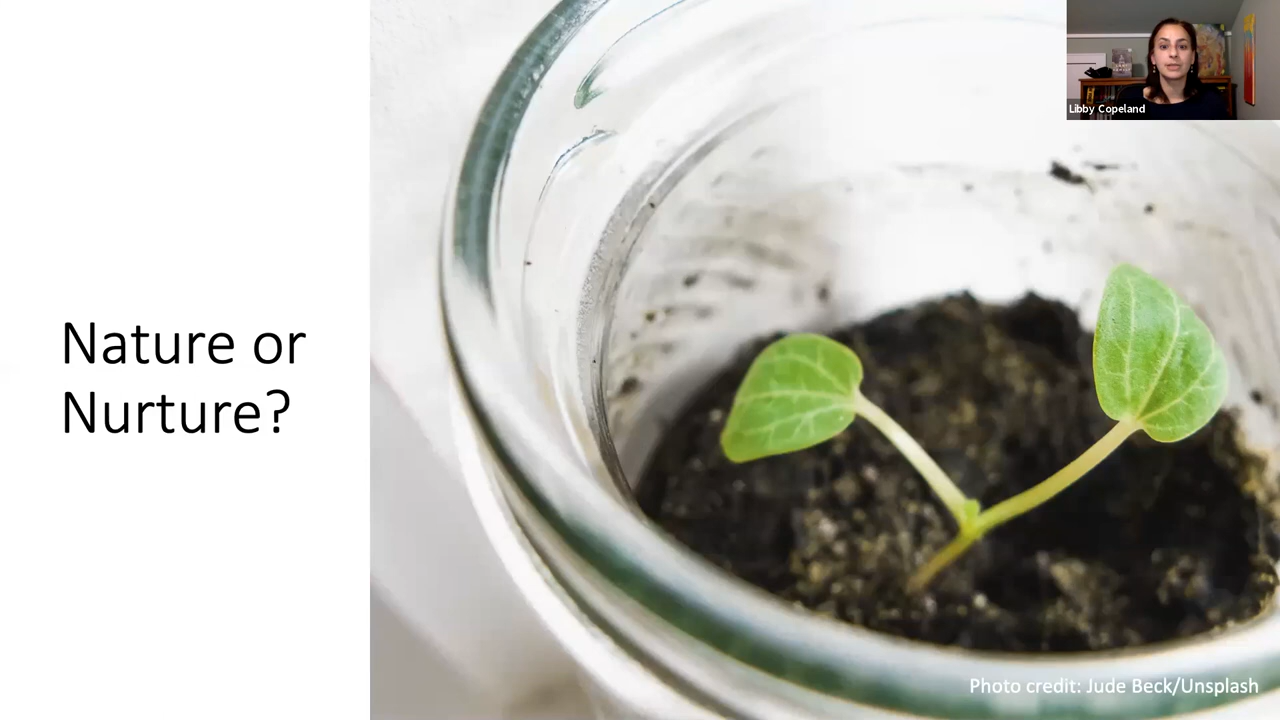 Libby Copeland
Nature or
Nurture?
Photo credit: Jude Beck/Unsplash